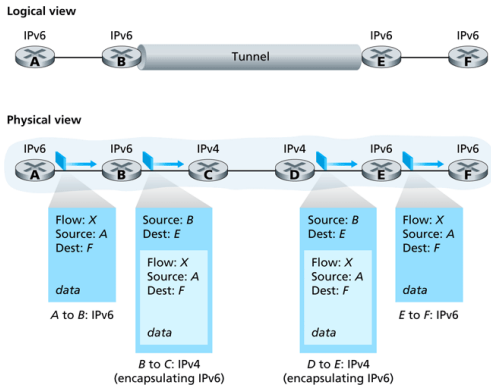 Logical view
IPv6 IPv6 IPv6 IPv6
A B Tunnel E F
Physical view
IPv6 IPv6 IPv4 IPv4 IPv6 IPv6
A B C D E F
Flow: X
Source: A
Dest: F
data
A to B: IPv6
Source: B
Dest: E
Flow: X
Source: A
Dest: F
data
B to C: IPv4
(encapsulating IPv6)
Source: B
Dest: E
Flow: X
Source: A
Dest: F
data
D to E: IPv4
(encapsulating IPv6)
Flow: X
Source: A
Dest: F
data
E to F: IPv6